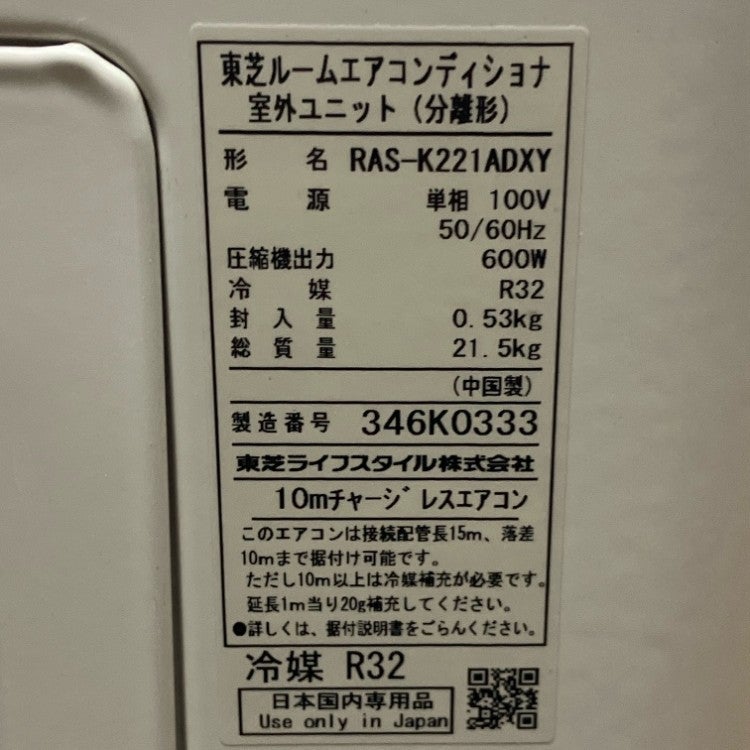 東芝ルームエアコンディショナ
室外ユニット（分離形）
形名 RAS-K221ADXY
電源 単相 100V
50/60Hz
圧縮機出力 600W
冷媒 R32
封入量 0.53kg
総質量 21.5kg
（中国製）
製造番号 346K0333
東芝ライフスタイル株式会社
10mチャージレスエアコン
このエアコンは接続配管長15m、落差
10mまで据付け可能です。
ただし10m以上は冷媒補充が必要です。
延長1m当り20g補充してください。
●詳しくは、据付説明書をごらんください。
冷媒 R32
日本国内専用品
Use only in Japan